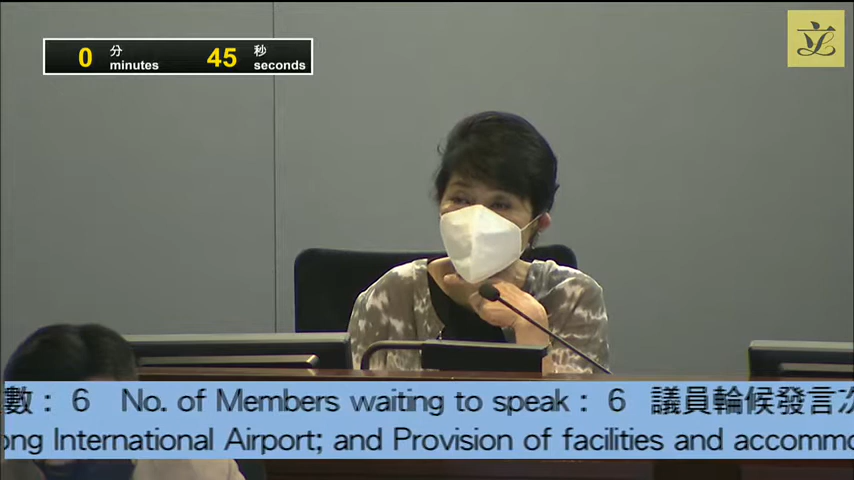 0 分 minutes 45 秒 seconds
立
數: 6 No. of Members waiting to speak: 6 議員輪候發言次
ong International Airport; and Provision of facilities and accommo